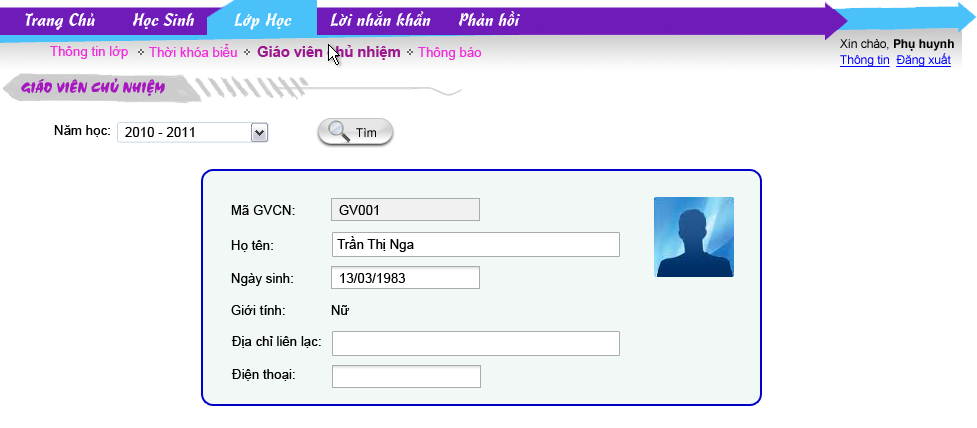 Trang Chủ Học Sinh Lớp Học Lời nhắn khẩn Phản hồi
Thông tin lớp Thời khóa biểu Giáo viên chủ nhiệm Thông báo
Xin chào, Phụ huynh
Thông tin Đăng xuất
GIÁO VIÊN CHỦ NHIỆM
Năm học: 2010 - 2011 Tìm
Mã GVCN: GV001
Họ tên: Trần Thị Nga
Ngày sinh: 13/03/1983
Giới tính: Nữ
Địa chỉ liên lạc:
Điện thoại: